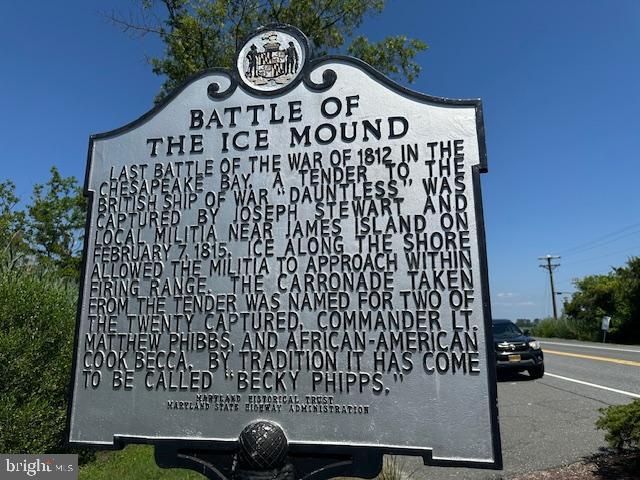 BATTLE OF
THE ICE MOUND
LAST BATTLE OF THE WAR OF 1812 IN THE
CHESAPEAKE BAY, A TENDER TO THE
BRITISH SHIP OF WAR "DAUNTLESS" WAS
CAPTURED BY JOSEPH STEWART AND
LOCAL MILITIA NEAR JAMES ISLAND ON
FEBRUARY 7, 1815. ICE ALONG THE SHORE
ALLOWED THE MILITIA TO APPROACH WITHIN
FIRING RANGE. THE CARRONADE TAKEN
FROM THE TENDER WAS NAMED FOR TWO OF
THE TWENTY CAPTURED, COMMANDER LT.
MATTHEW PHIBBS, AND AFRICAN-AMERICAN
COOK, BECCA. BY TRADITION IT HAS COME
TO BE CALLED "BECKY PHIPPS."
MARYLAND HISTORICAL TRUST
MARYLAND STATE HIGHWAY ADMINISTRATION
bright MLS